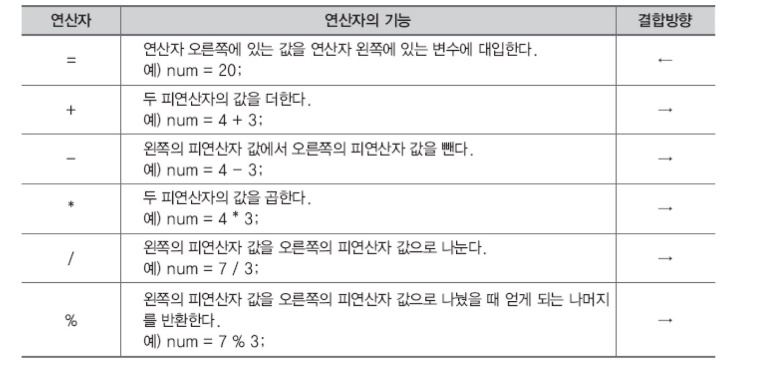 연산자 연산자의 기능 결합방향
= 연산자 오른쪽에 있는 값을 연산자 왼쪽에 있는 변수에 대입한다. ←
예) num = 20;
+ 두 피연산자의 값을 더한다. →
예) num = 4 + 3;
- 왼쪽의 피연산자 값에서 오른쪽의 피연산자 값을 뺀다. →
예) num = 4 - 3;
* 두 피연산자의 값을 곱한다. →
예) num = 4 * 3;
/ 왼쪽의 피연산자 값을 오른쪽의 피연산자 값으로 나눈다. →
예) num = 7 / 3;
% 왼쪽의 피연산자 값을 오른쪽의 피연산자 값으로 나눴을 때 얻게 되는 나머지 →
를 반환한다.
예) num = 7 % 3;